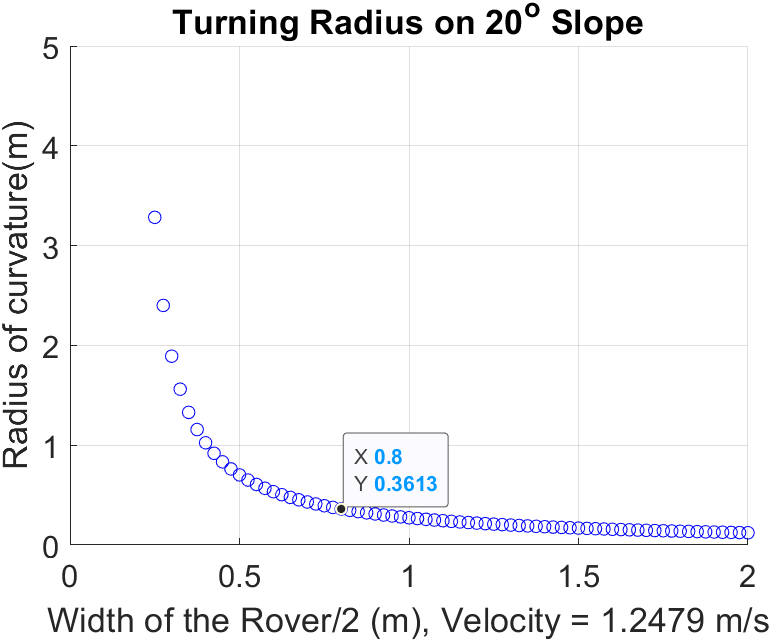 Turning Radius on 20° Slope
Radius of curvature(m)
5
4
3
2
1
0
X 0.8
Y 0.3613
0
0.5
1
1.5
2
Width of the Rover/2 (m), Velocity = 1.2479 m/s